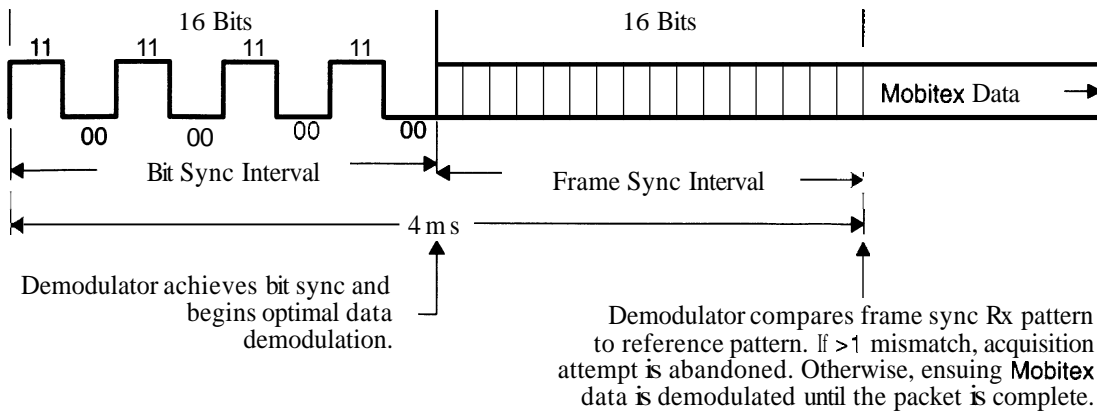 16 Bits 16 Bits
11 11 11 11
Mobitex Data
00 00 00 00
Bit Sync Interval Frame Sync Interval
4 ms
Demodulator achieves bit sync and
begins optimal data
demodulation.
Demodulator compares frame sync Rx pattern
to reference pattern. If >1 mismatch, acquisition
attempt is abandoned. Otherwise, ensuing Mobitex
data is demodulated until the packet is complete.